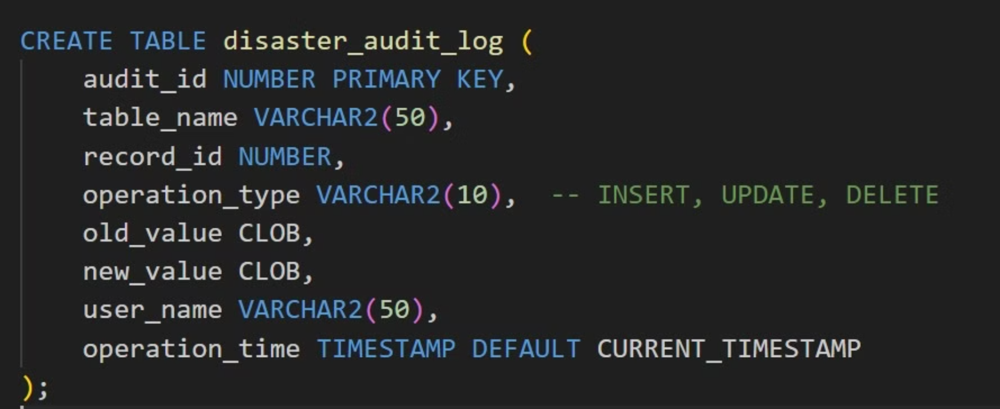 CREATE TABLE disaster_audit_log (
    audit_id NUMBER PRIMARY KEY,
    table_name VARCHAR2(50),
    record_id NUMBER,
    operation_type VARCHAR2(10),  -- INSERT, UPDATE, DELETE
    old_value CLOB,
    new_value CLOB,
    user_name VARCHAR2(50),
    operation_time TIMESTAMP DEFAULT CURRENT_TIMESTAMP
);